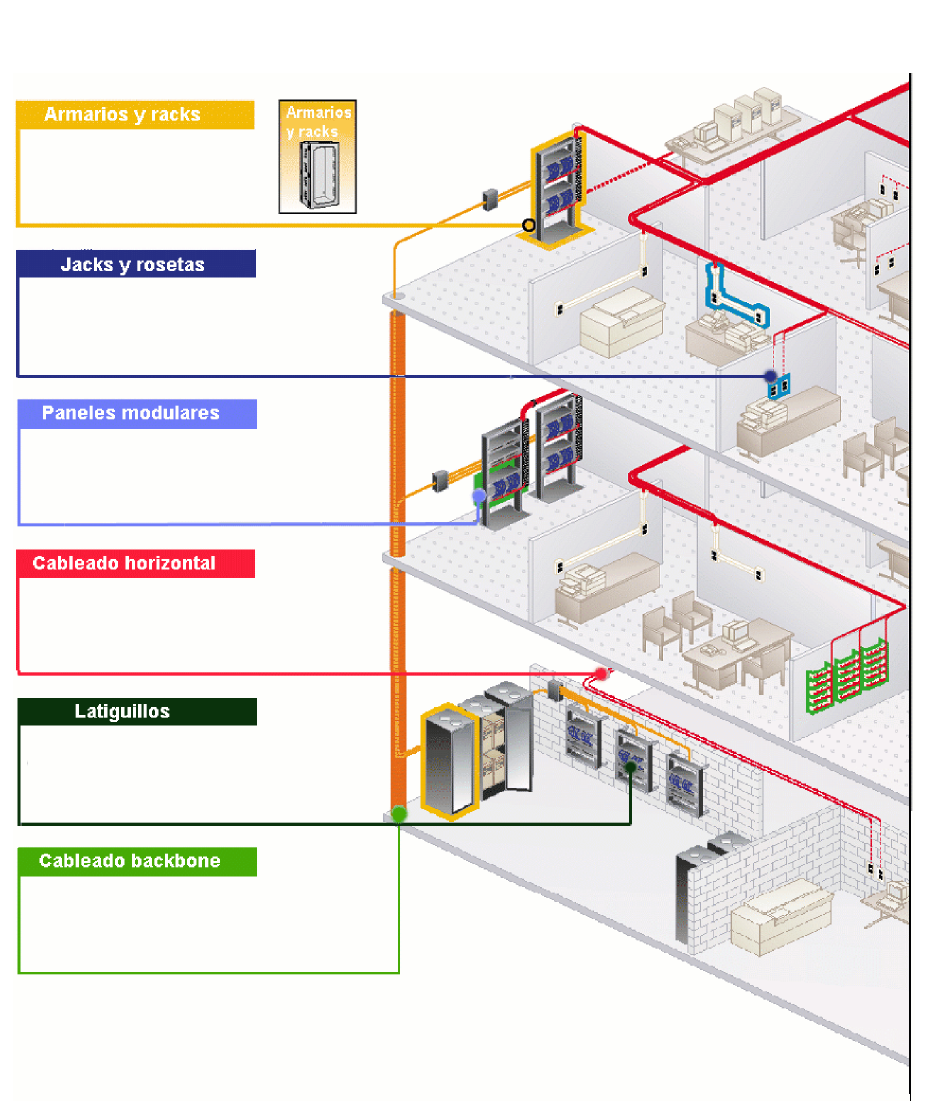 Armarios y racks
Armarios
y racks
Jacks y rosetas
Paneles modulares
Cableado horizontal
Latiguillos
Cableado backbone